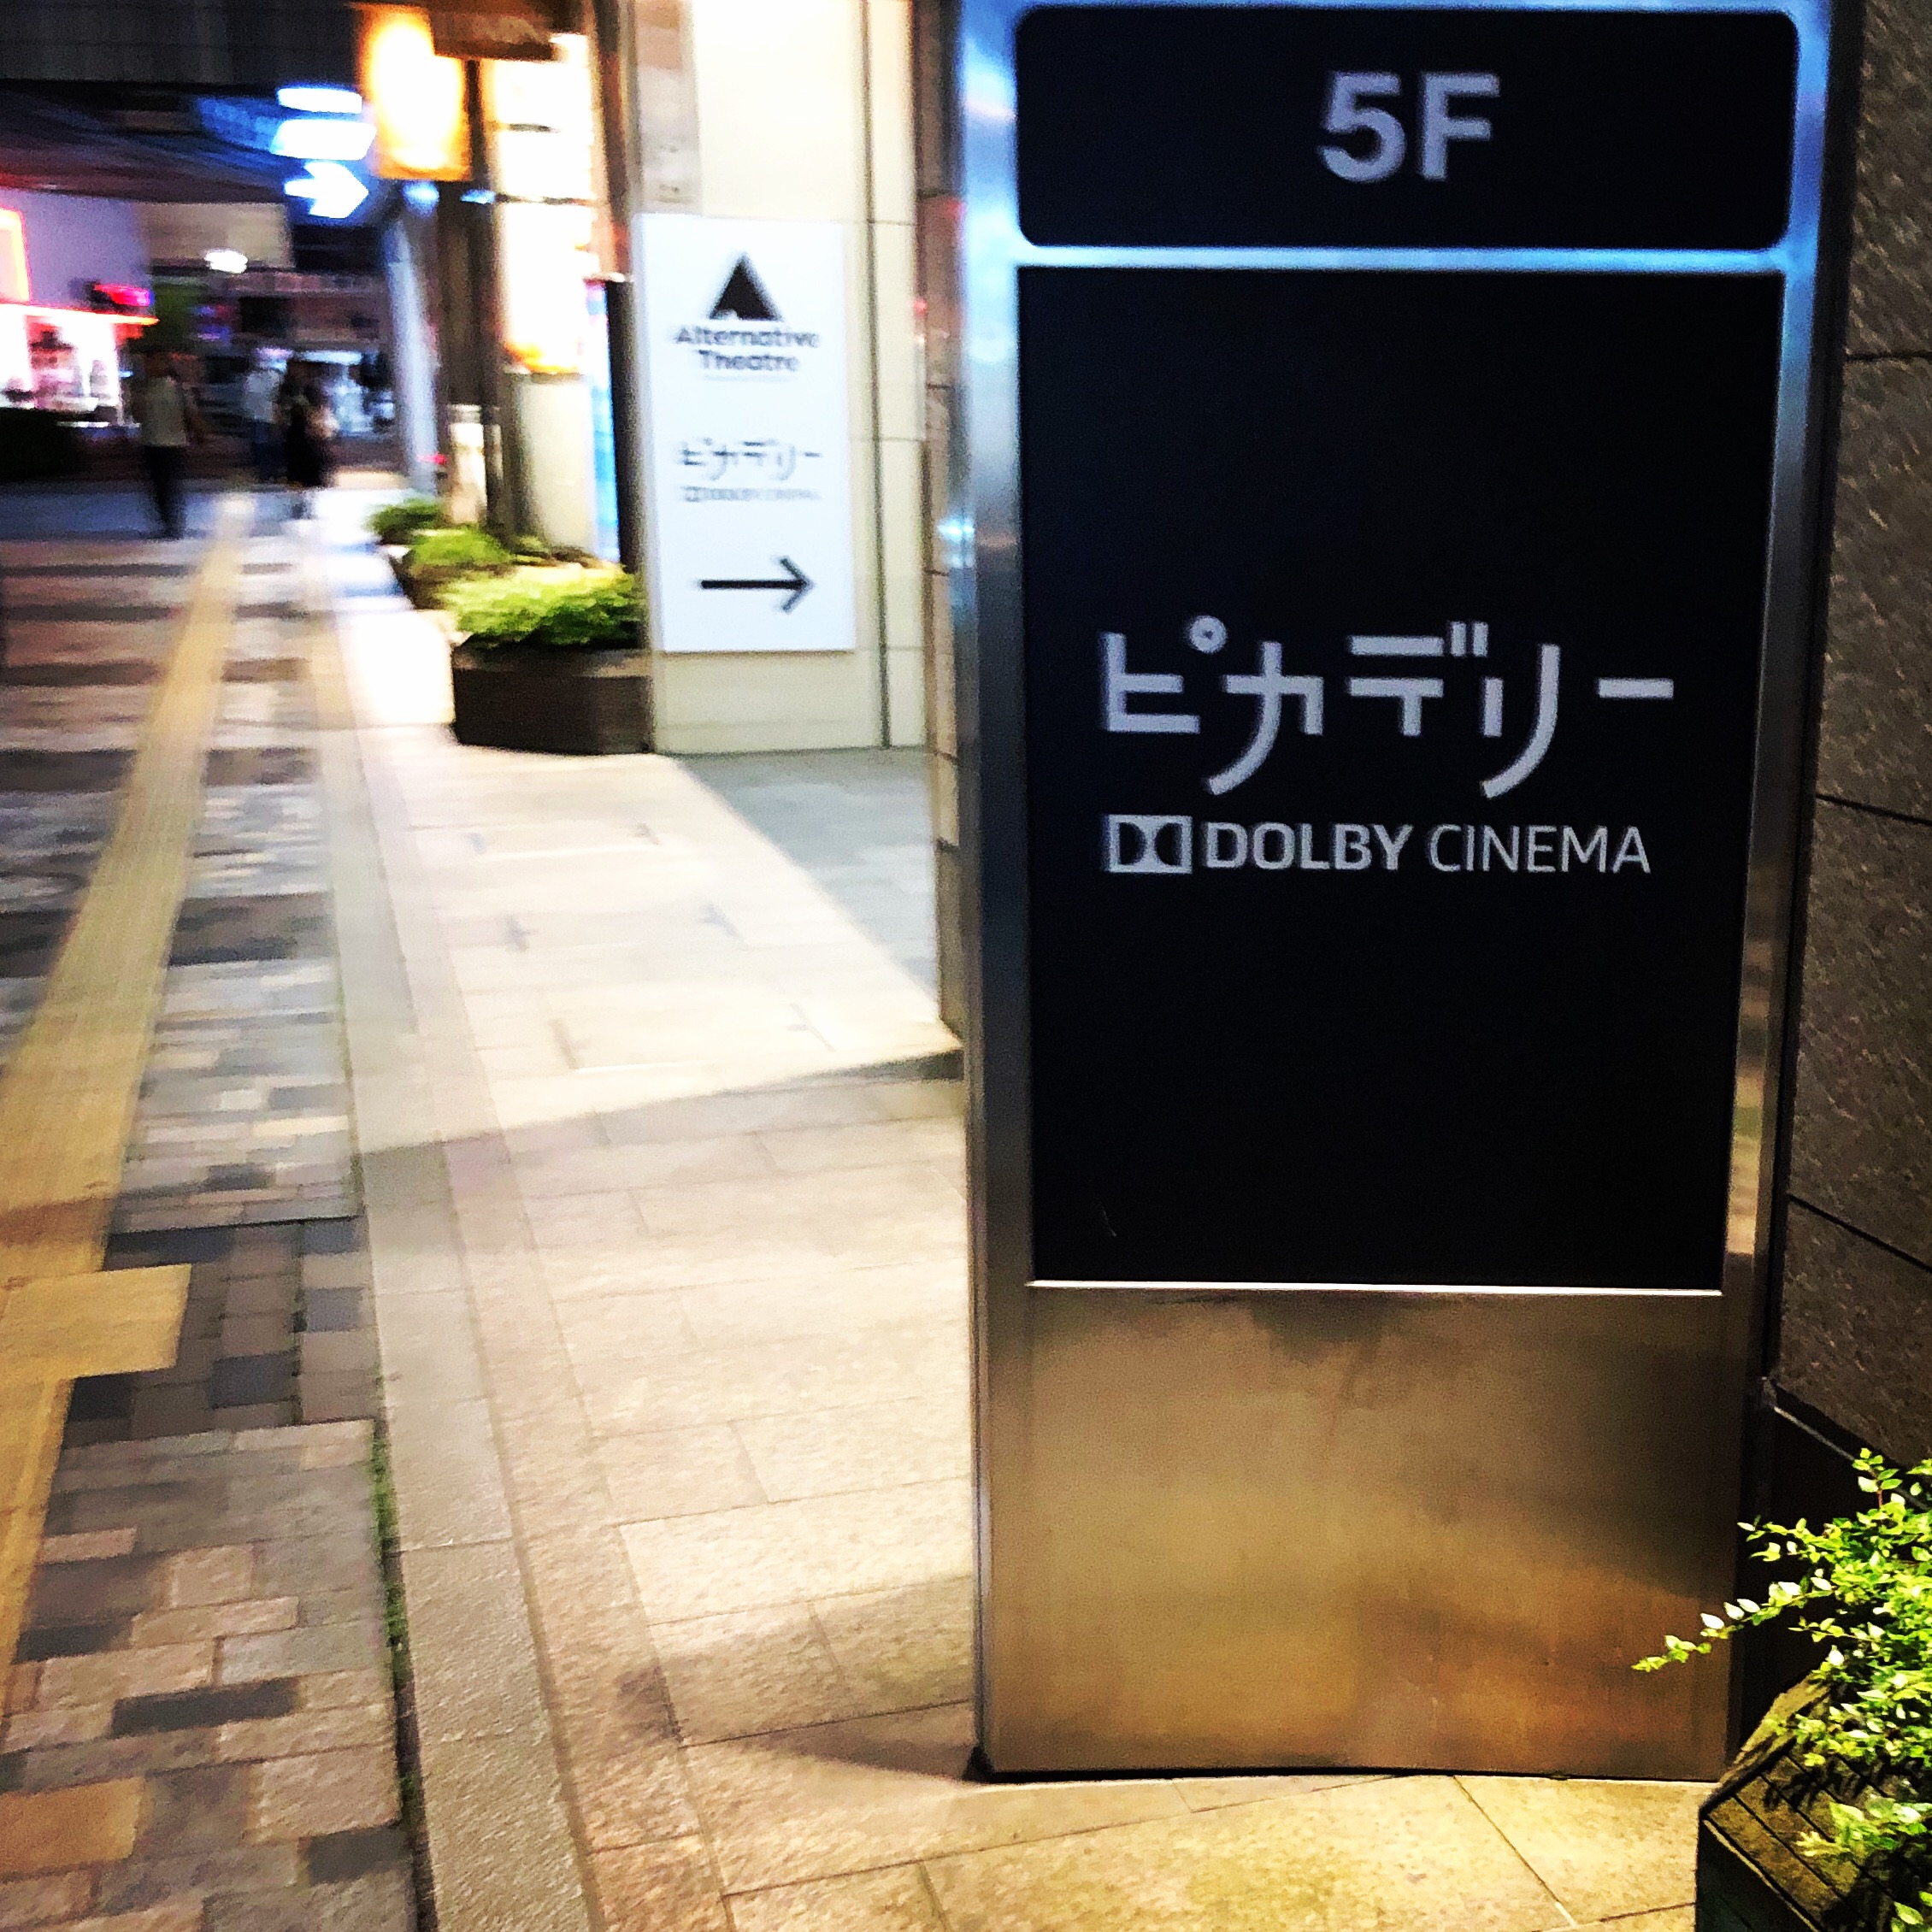 5F
ピカデリー
DOLBY CINEMA
Alternative
Theatre
ピカデリー
DOLBY CINEMA